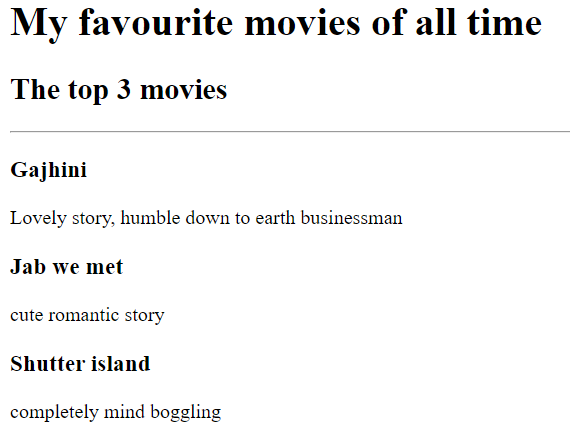 My favourite movies of all time
The top 3 movies
Gajhini
Lovely story, humble down to earth businessman
Jab we met
cute romantic story
Shutter island
completely mind boggling